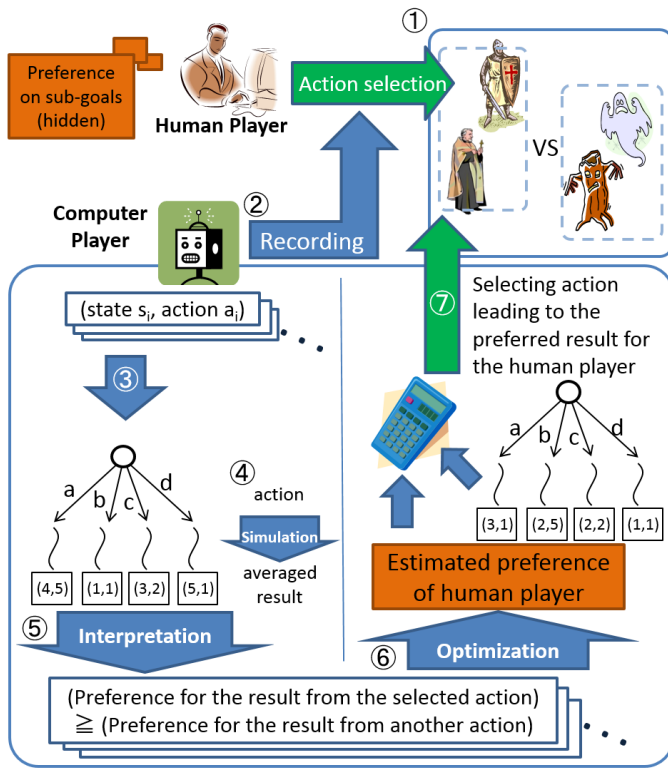 ①
Preference
on sub-goals
(hidden)
Human Player
Action selection
VS
Computer
Player
②
Recording
(state si, action ai)
③
a
b
c
d
(4,5)
(1,1)
(3,2)
(5,1)
④
action
Simulation
averaged
result
⑤
Interpretation
⑦
Selecting action
leading to the
preferred result for
the human player
a
b
c
d
(3,1)
(2,5)
(2,2)
(1,1)
Estimated preference
of human player
⑥
Optimization
(Preference for the result from the selected action)
≧ (Preference for the result from another action)